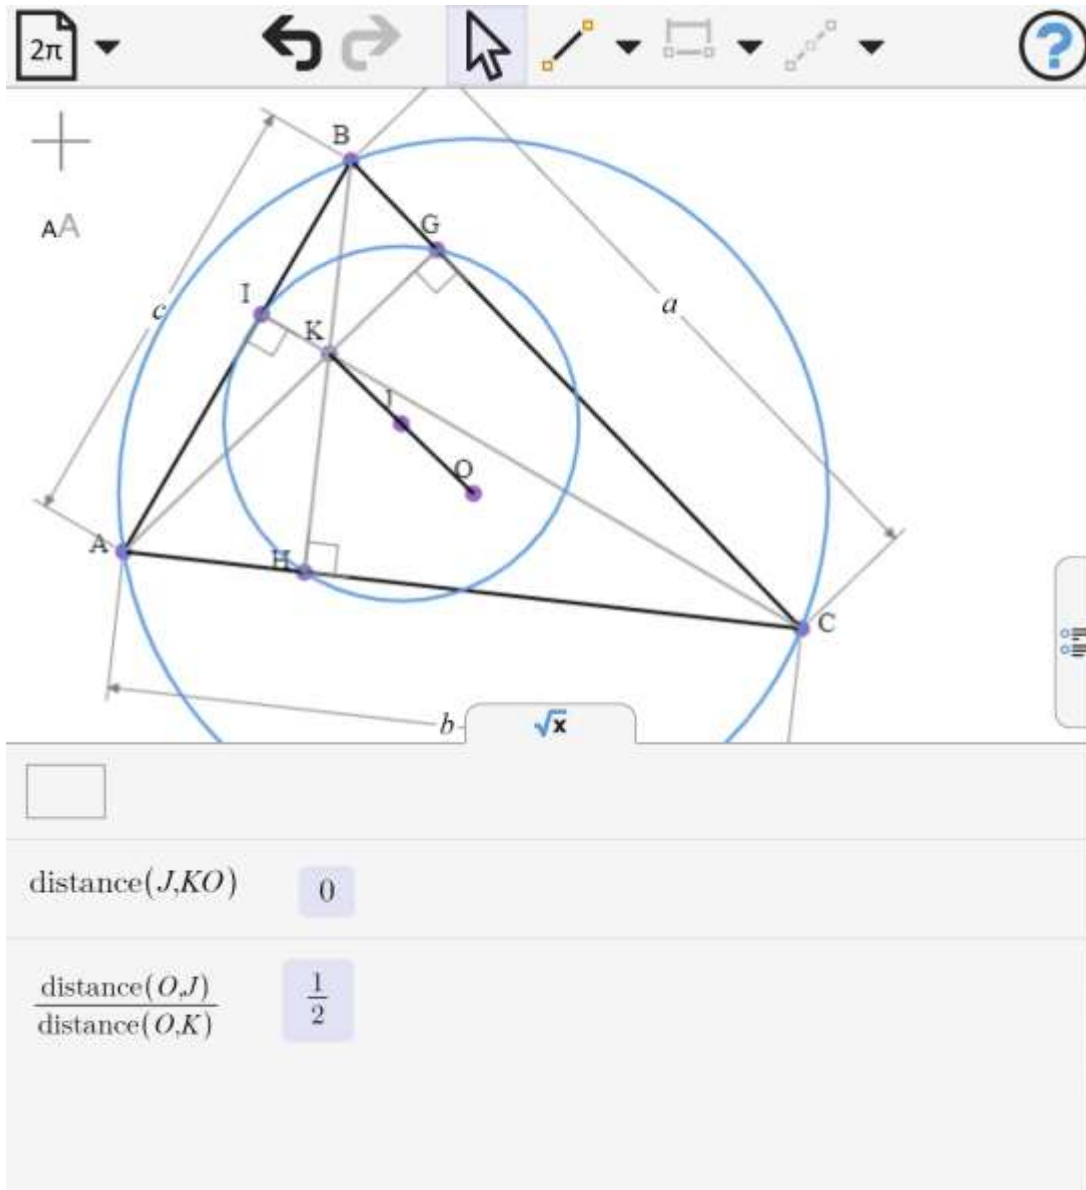 2π
?
B
AA
G
I
c
a
K
J
O
A
H
C
b
√x
distance(J,KO) 0
distance(O,J)
distance(O,K)
1
2